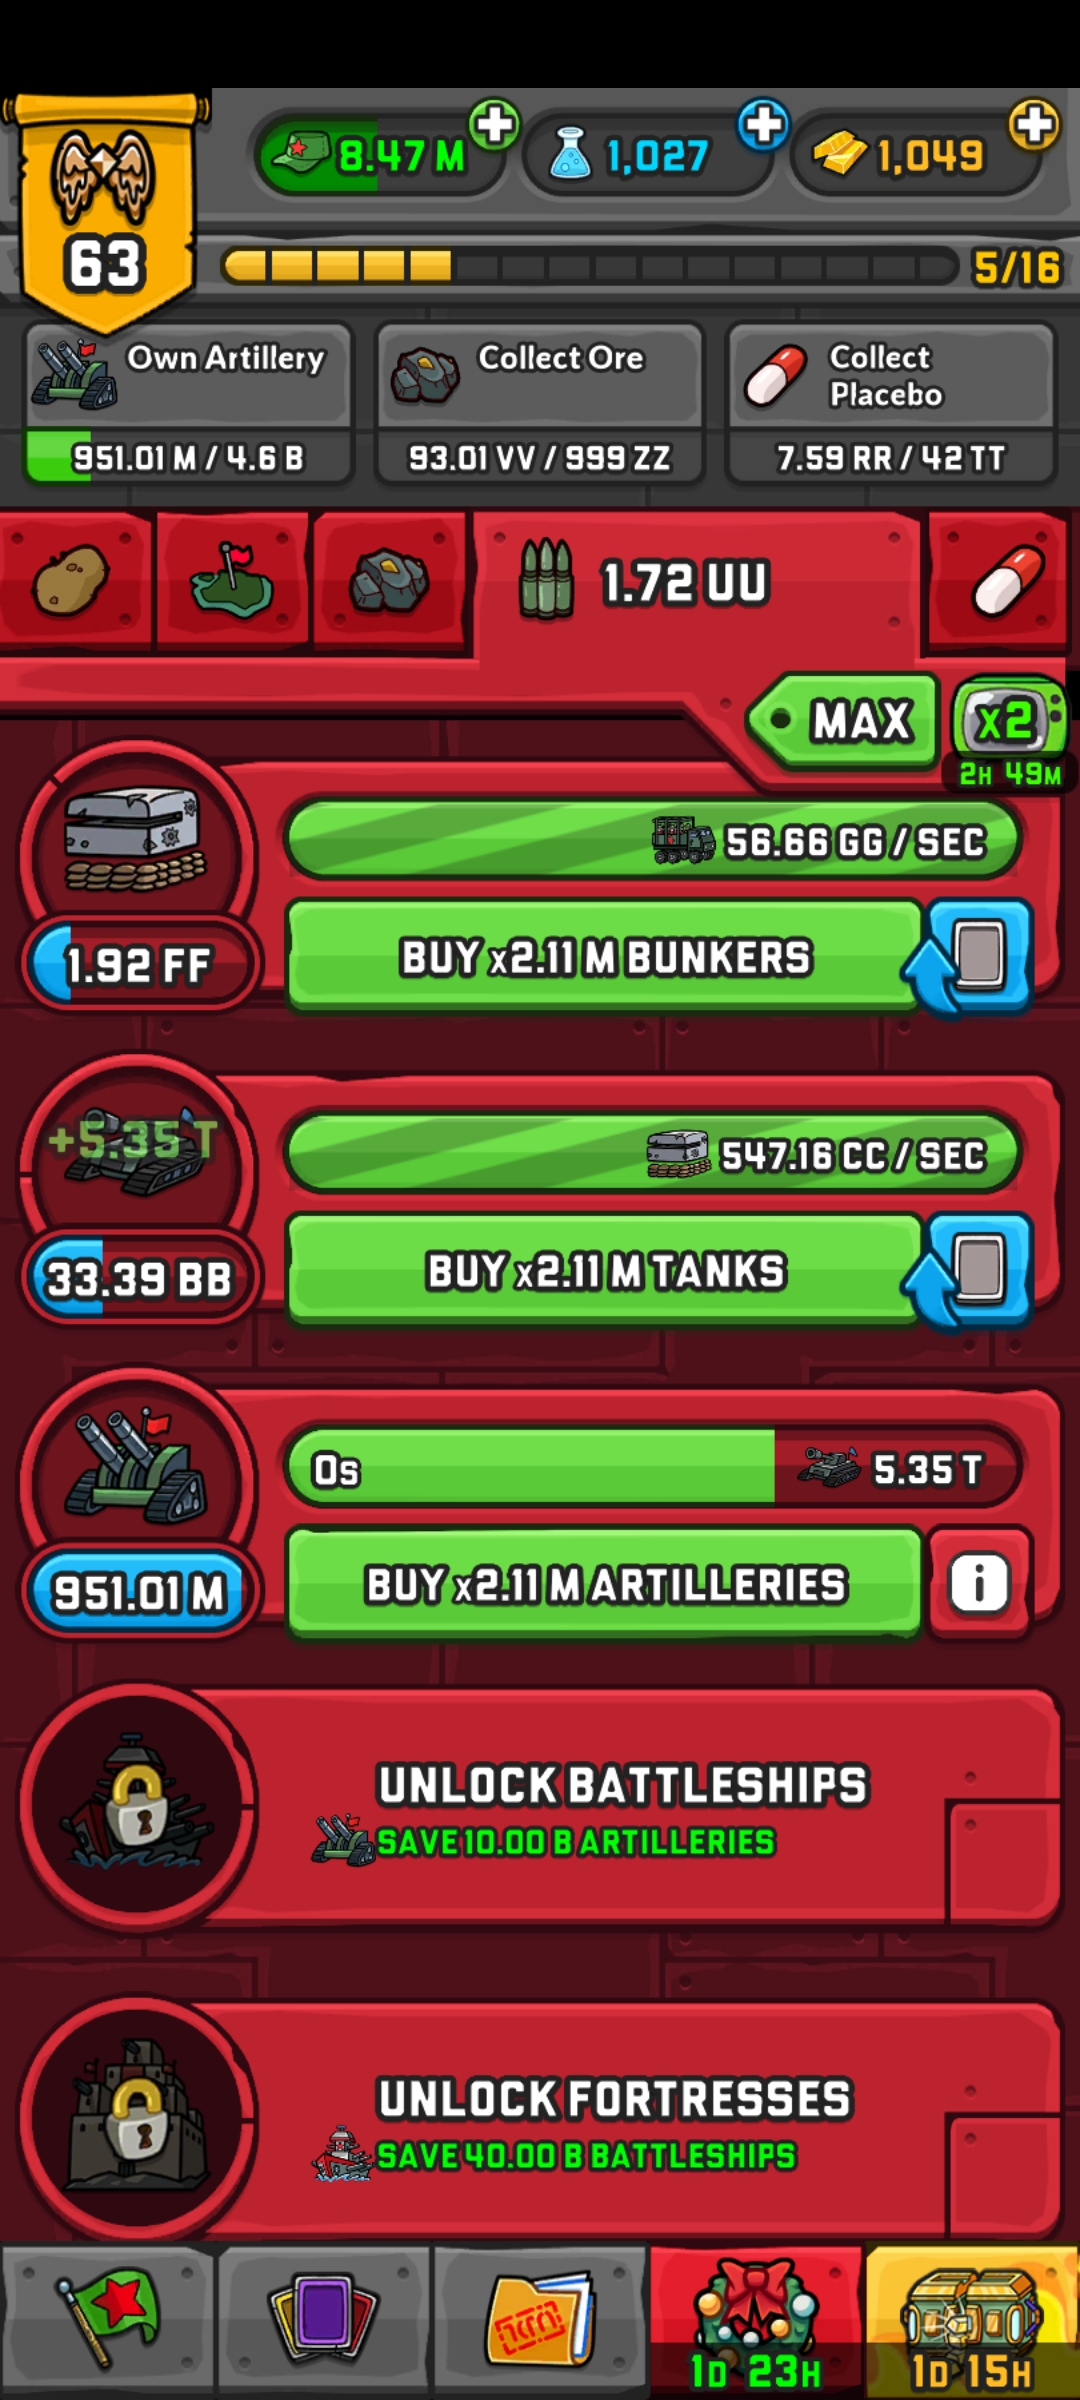 8.47 M
1,027
1,049
63
5/16
Own Artillery
951.01 M / 4.6 B
Collect Ore
93.01 VV / 999 ZZ
Collect
Placebo
7.59 RR / 42 TT
1.72 UU
MAX
x2
2H 49M
56.66 GG / SEC
1.92 FF
BUY x2.11 M BUNKERS
+5.35 T
547.16 CC / SEC
33.39 BB
BUY x2.11 M TANKS
0s
5.35 T
951.01 M
BUY x2.11 M ARTILLERIES
i
UNLOCK BATTLESHIPS
SAVE 10.00 B ARTILLERIES
UNLOCK FORTRESSES
SAVE 40.00 B BATTLESHIPS
1D 23H
1D 15H